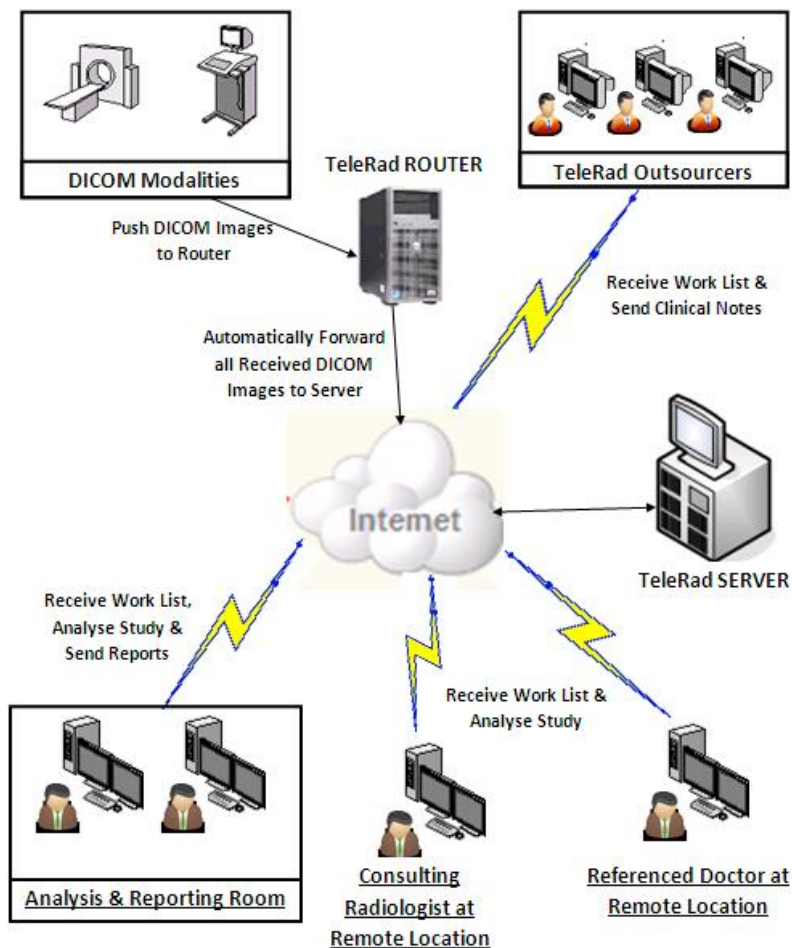 DICOM Modalities
TeleRad ROUTER
TeleRad Outsourcers
Push DICOM Images
to Router
Receive Work List &
Send Clinical Notes
Automatically Forward
all Received DICOM
Images to Server
Internet
TeleRad SERVER
Receive Work List,
Analyse Study &
Send Reports
Receive Work List &
Analyse Study
Analysis & Reporting Room
Consulting
Radiologist at
Remote Location
Referenced Doctor at
Remote Location